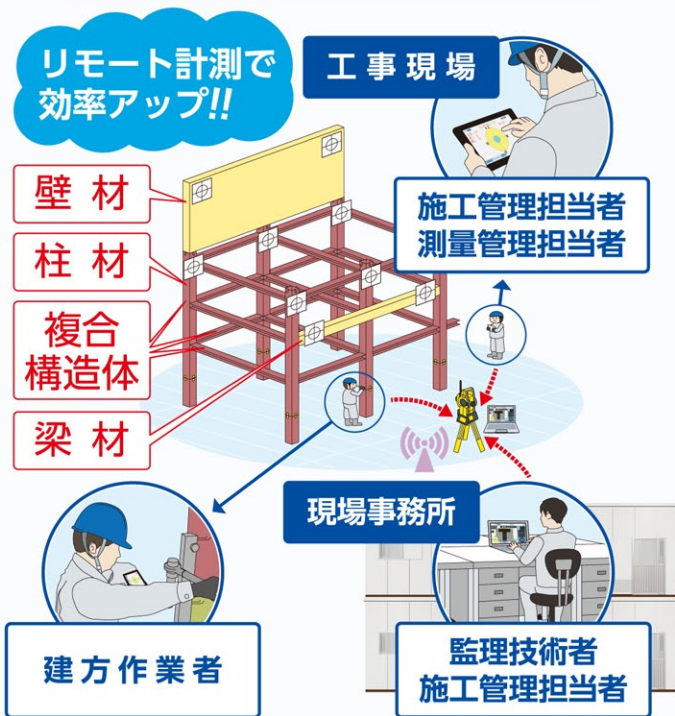 リモート計測で
効率アップ!!
工事現場
壁材
柱材
複合
構造体
梁材
施工管理担当者
測量管理担当者
現場事務所
建方作業者
監理技術者
施工管理担当者